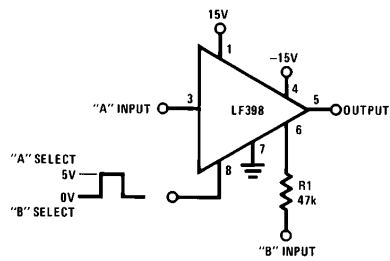 15V
1
-15V
4
3
"A" INPUT
LF398
5
OUTPUT
6
7
8
"A" SELECT
5V
0V
"B" SELECT
R1
47k
"B" INPUT